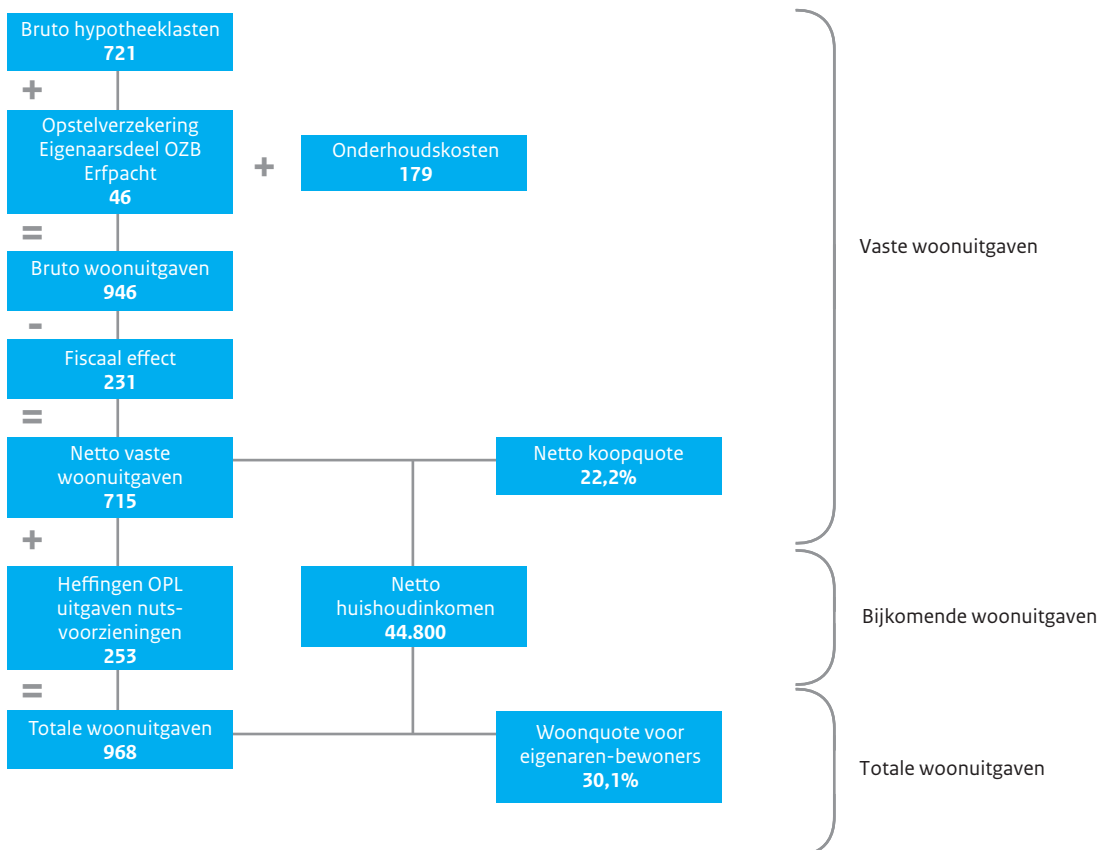 Bruto hypotheeklasten
721
+
Opstelverzekering
Eigenaarsdeel OZB
Erfpacht
46
+
Onderhoudskosten
179
=
Bruto woonuitgaven
946
-
Fiscaal effect
231
=
Netto vaste
woonuitgaven
715
Netto koopquote
22,2%
Vaste woonuitgaven
+
Heffingen OPL
uitgaven nuts-
voorzieningen
253
Netto
huishoudinkomen
44.800
Bijkomende woonuitgaven
=
Totale woonuitgaven
968
Woonquote voor
eigenaren-bewoners
30,1%
Totale woonuitgaven